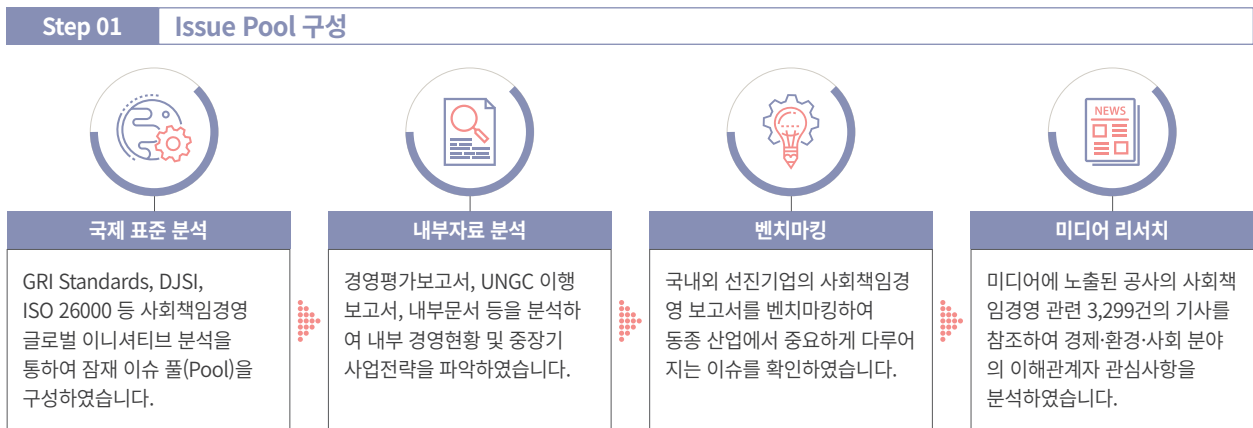 Step 01
Issue Pool 구성
NEWS
국제 표준 분석
GRI Standards, DJSI,
ISO 26000 등 사회책임경영
글로벌 이니셔티브 분석을
통하여 잠재 이슈 풀(Pool)을
구성하였습니다.
내부자료 분석
경영평가보고서, UNGC 이행
보고서, 내부문서 등을 분석하
여 내부 경영현황 및 중장기
사업전략을 파악하였습니다.
벤치마킹
국내외 선진기업의 사회책임경
영 보고서를 벤치마킹하여
동종 산업에서 중요하게 다루어
지는 이슈를 확인하였습니다.
미디어 리서치
미디어에 노출된 공사의 사회책
임경영 관련 3,299건의 기사를
참조하여 경제·환경·사회 분야
의 이해관계자 관심사항을
분석하였습니다.